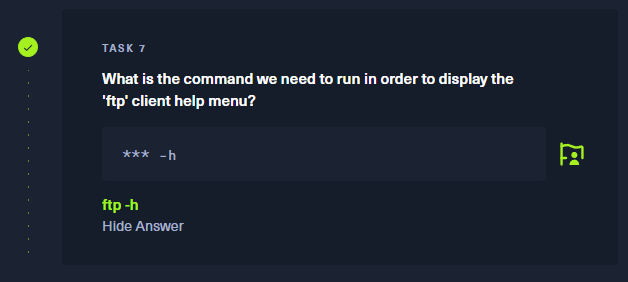 TASK 7
What is the command we need to run in order to display the
'ftp' client help menu?
*** -h
ftp -h
Hide Answer